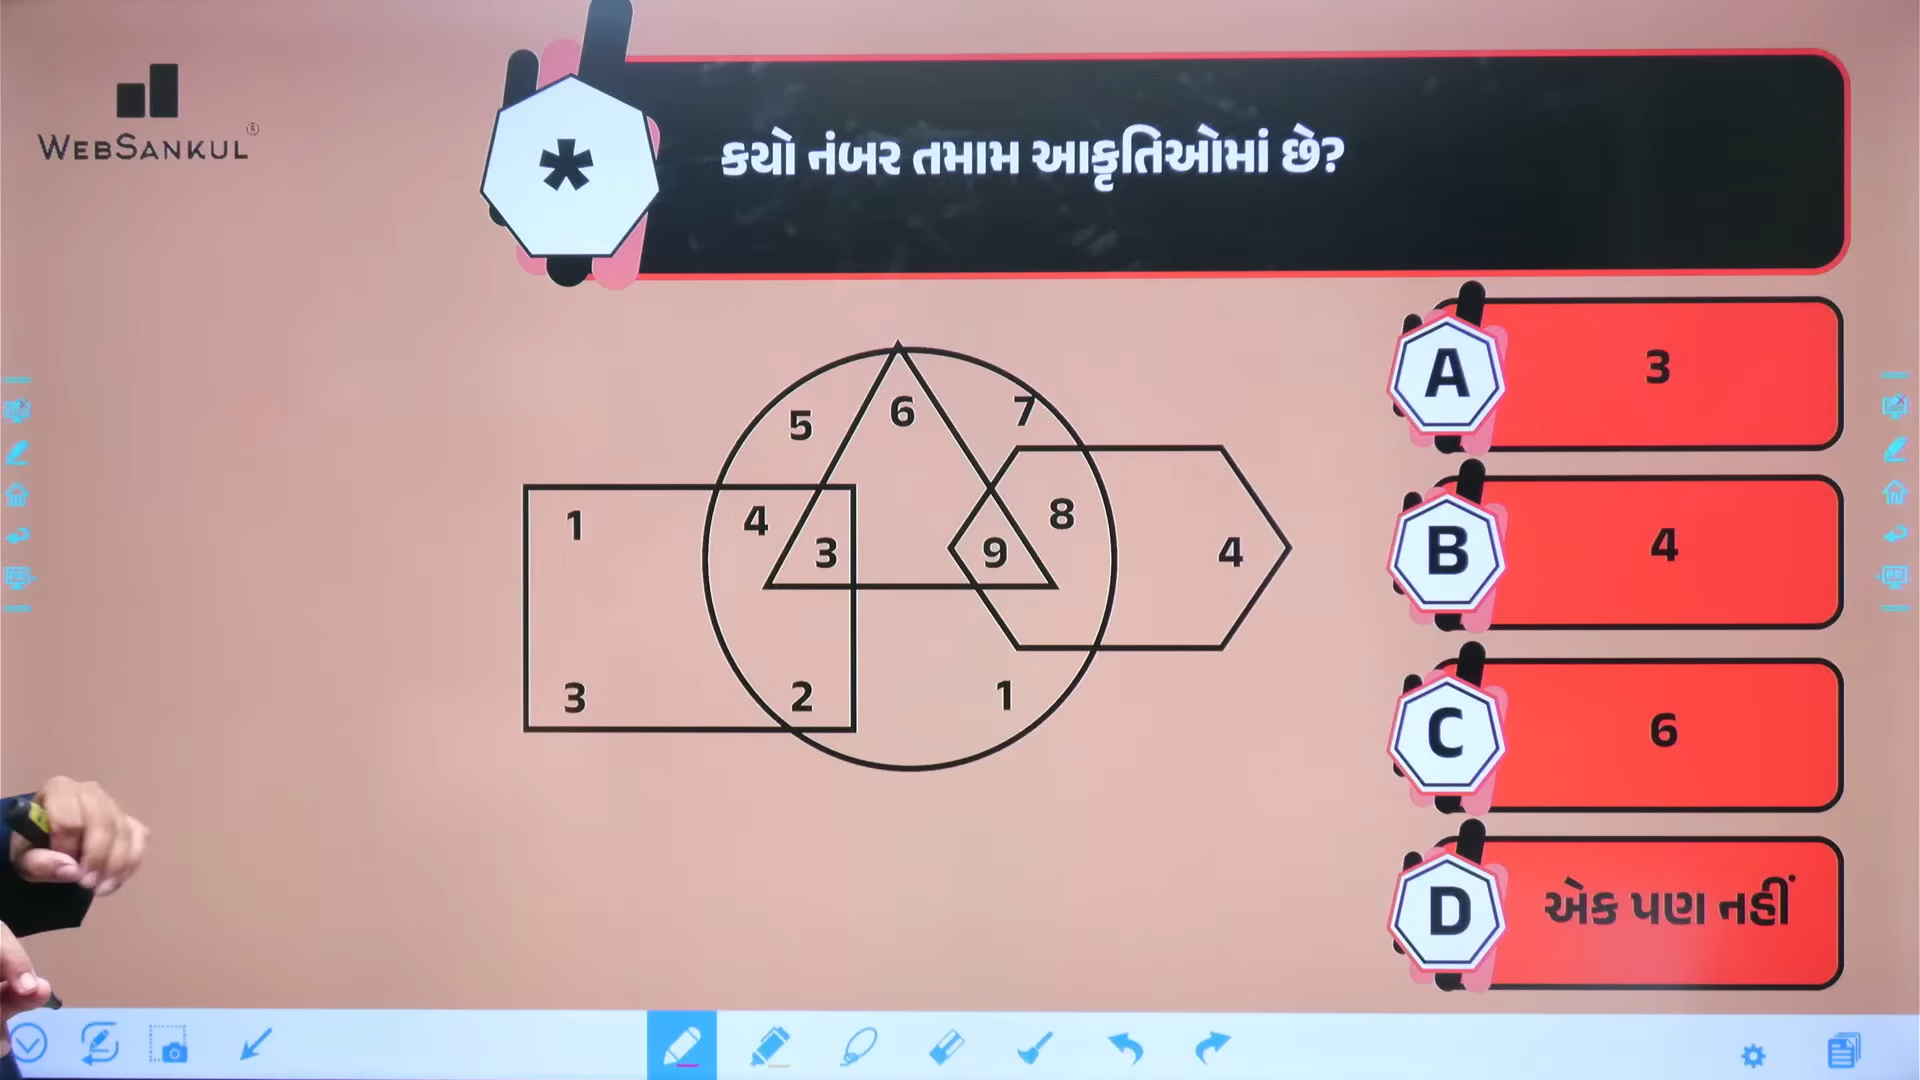 WEBSANKUL®
*
કયો નંબર તમામ આકૃતિઓમાં છે?
5 6 7
1 4 3 9 8 4
3 2 1
A 3
B 4
C 6
D એક પણ નહીં